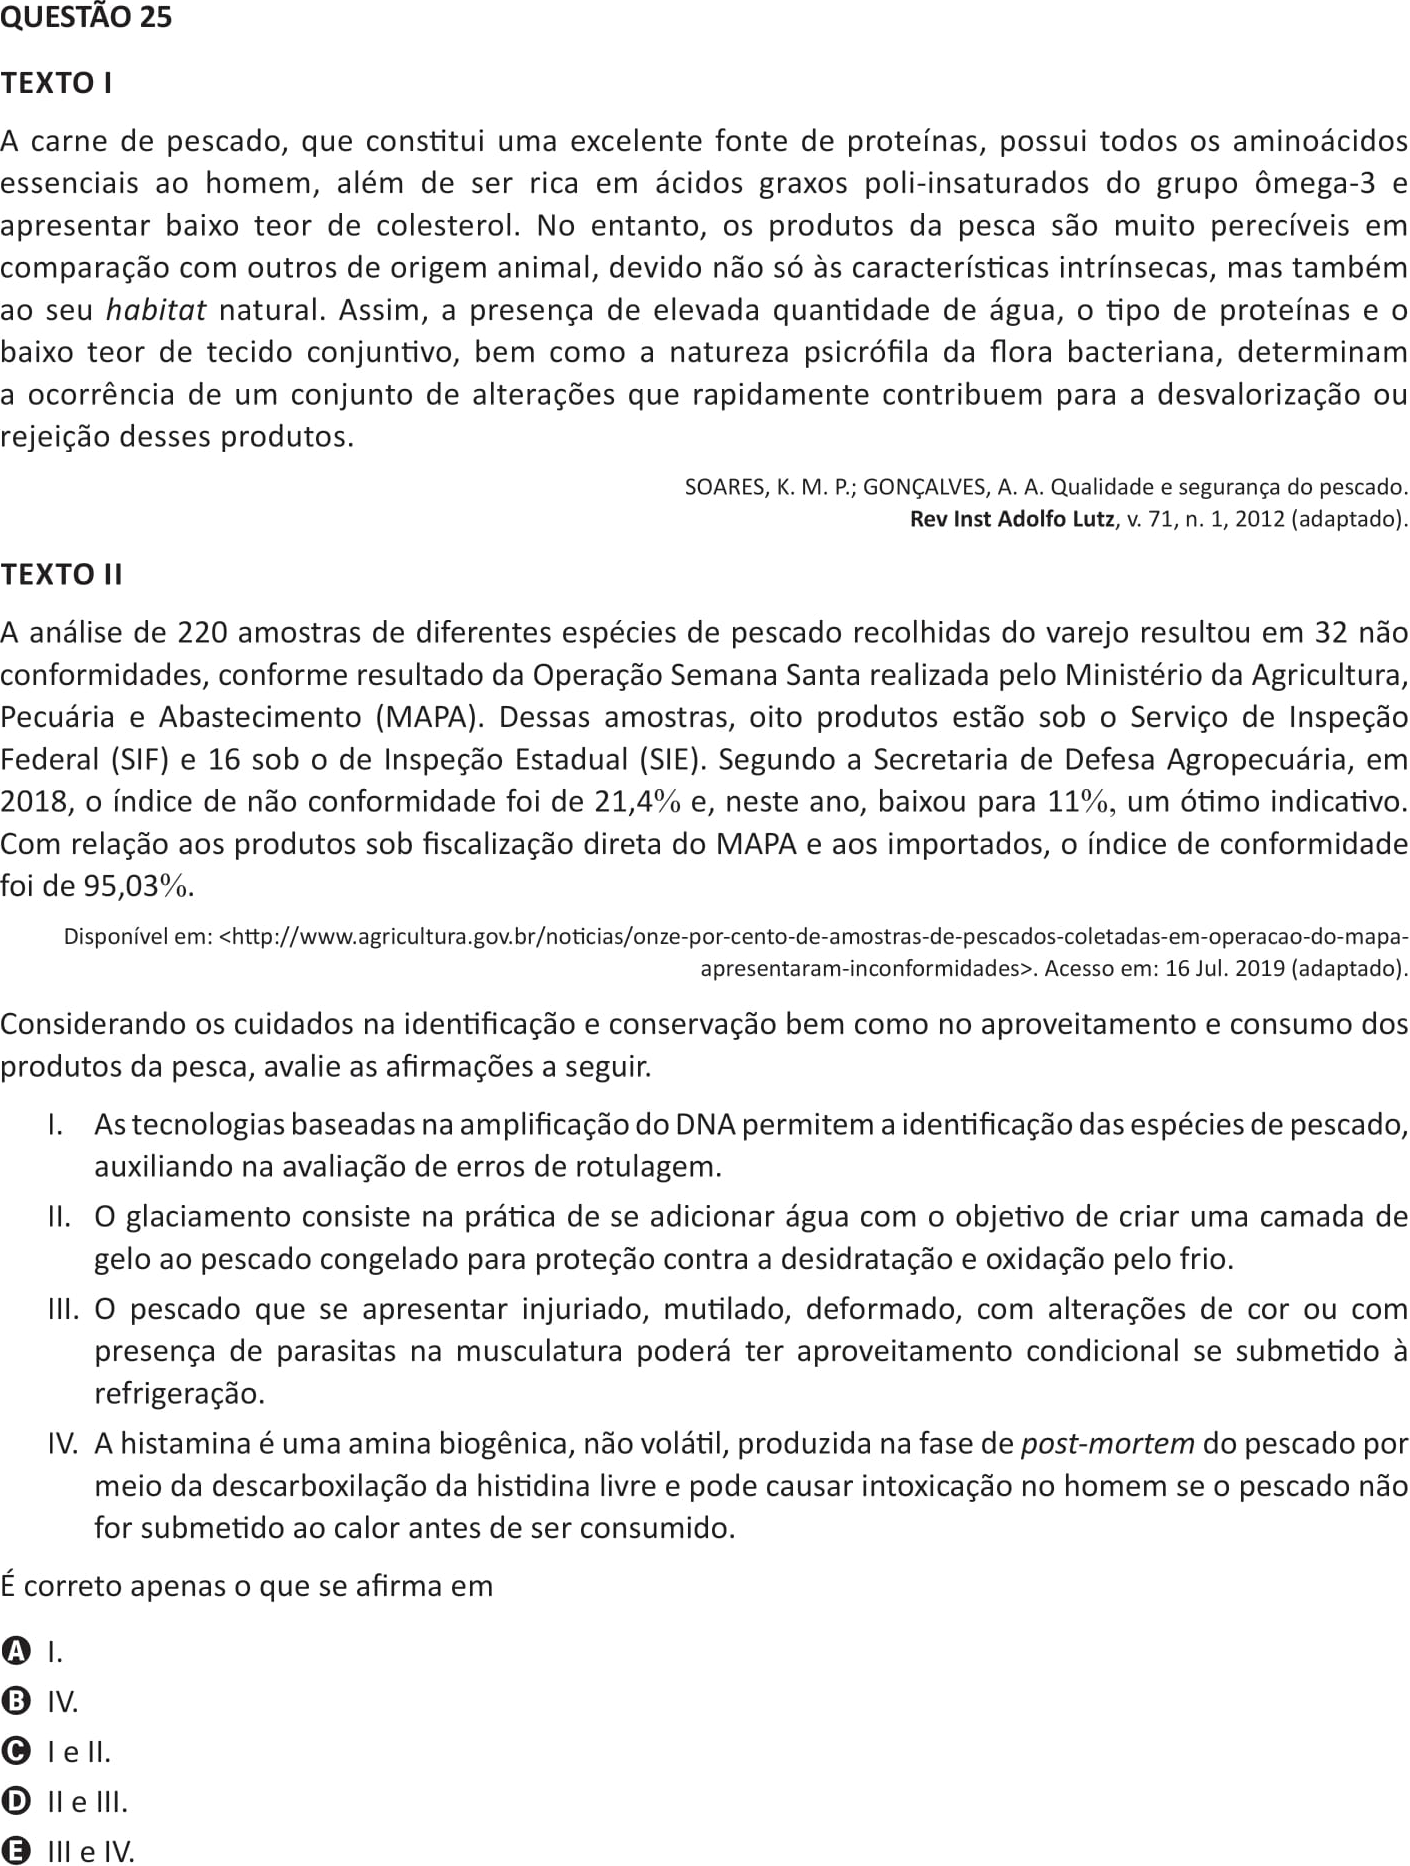 QUESTÃO 25
TEXTO I
A carne de pescado, que constitui uma excelente fonte de proteínas, possui todos os aminoácidos
essenciais ao homem, além de ser rica em ácidos graxos poli-insaturados do grupo ômega-3 e
apresentar baixo teor de colesterol. No entanto, os produtos da pesca são muito perecíveis em
comparação com outros de origem animal, devido não só às características intrínsecas, mas também
ao seu habitat natural. Assim, a presença de elevada quantidade de água, o tipo de proteínas e o
baixo teor de tecido conjuntivo, bem como a natureza psicrófila da flora bacteriana, determinam
a ocorrência de um conjunto de alterações que rapidamente contribuem para a desvalorização ou
rejeição desses produtos.
SOARES, K. M. P.; GONÇALVES, A. A. Qualidade e segurança do pescado.
Rev Inst Adolfo Lutz, v. 71, n. 1, 2012 (adaptado).
TEXTO II
A análise de 220 amostras de diferentes espécies de pescado recolhidas do varejo resultou em 32 não
conformidades, conforme resultado da Operação Semana Santa realizada pelo Ministério da Agricultura,
Pecuária e Abastecimento (MAPA). Dessas amostras, oito produtos estão sob o Serviço de Inspeção
Federal (SIF) e 16 sob o de Inspeção Estadual (SIE). Segundo a Secretaria de Defesa Agropecuária, em
2018, o índice de não conformidade foi de 21,4% e, neste ano, baixou para 11%, um ótimo indicativo.
Com relação aos produtos sob fiscalização direta do MAPA e aos importados, o índice de conformidade
foi de 95,03%.
Disponível em: <http://www.agricultura.gov.br/noticias/onze-por-cento-de-amostras-de-pescados-coletadas-em-operacao-do-mapa-
apresentaram-inconformidades>. Acesso em: 16 Jul. 2019 (adaptado).
Considerando os cuidados na identificação e conservação bem como no aproveitamento e consumo dos
produtos da pesca, avalie as afirmações a seguir.
I. As tecnologias baseadas na amplificação do DNA permitem a identificação das espécies de pescado,
auxiliando na avaliação de erros de rotulagem.
II. O glaciamento consiste na prática de se adicionar água com o objetivo de criar uma camada de
gelo ao pescado congelado para proteção contra a desidratação e oxidação pelo frio.
III. O pescado que se apresentar injuriado, mutilado, deformado, com alterações de cor ou com
presença de parasitas na musculatura poderá ter aproveitamento condicional se submetido à
refrigeração.
IV. A histamina é uma amina biogênica, não volátil, produzida na fase de post-mortem do pescado por
meio da descarboxilação da histidina livre e pode causar intoxicação no homem se o pescado não
for submetido ao calor antes de ser consumido.
É correto apenas o que se afirma em
A I.
B IV.
C I e II.
D II e III.
E III e IV.